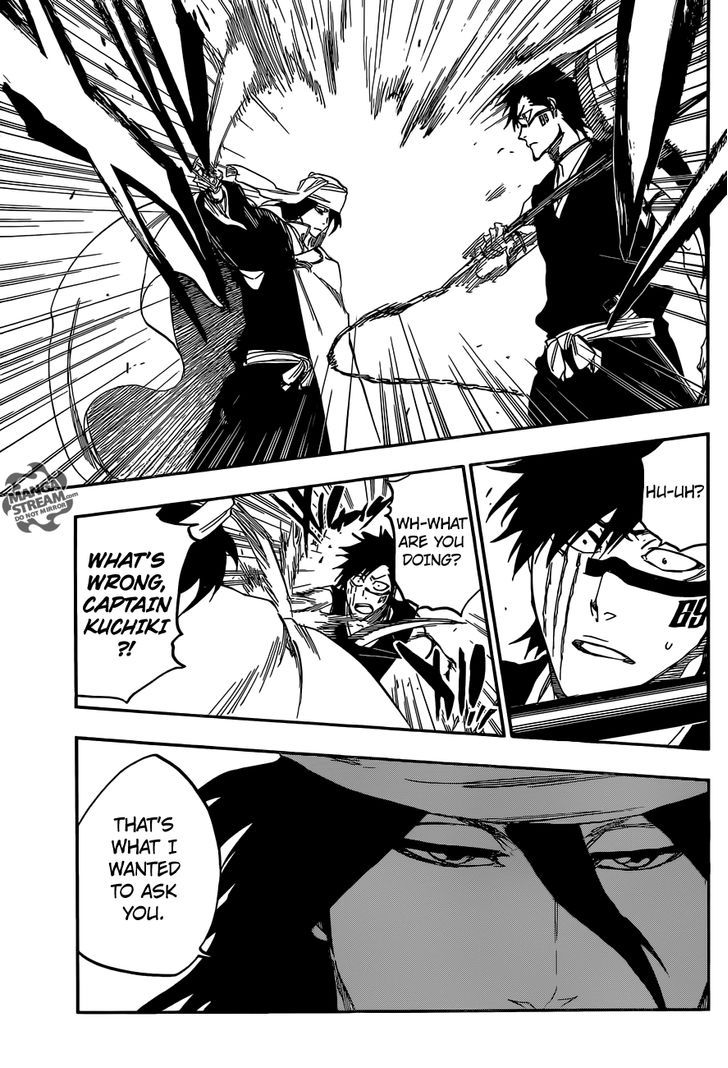 HU-UH?
WH-WHAT
ARE YOU
DOING?
WHAT'S
WRONG,
CAPTAIN
KUCHIKI
?!
THAT'S
WHAT I
WANTED
TO ASK
YOU.
MANGA
STREAM.com
DO NOT MIRROR!